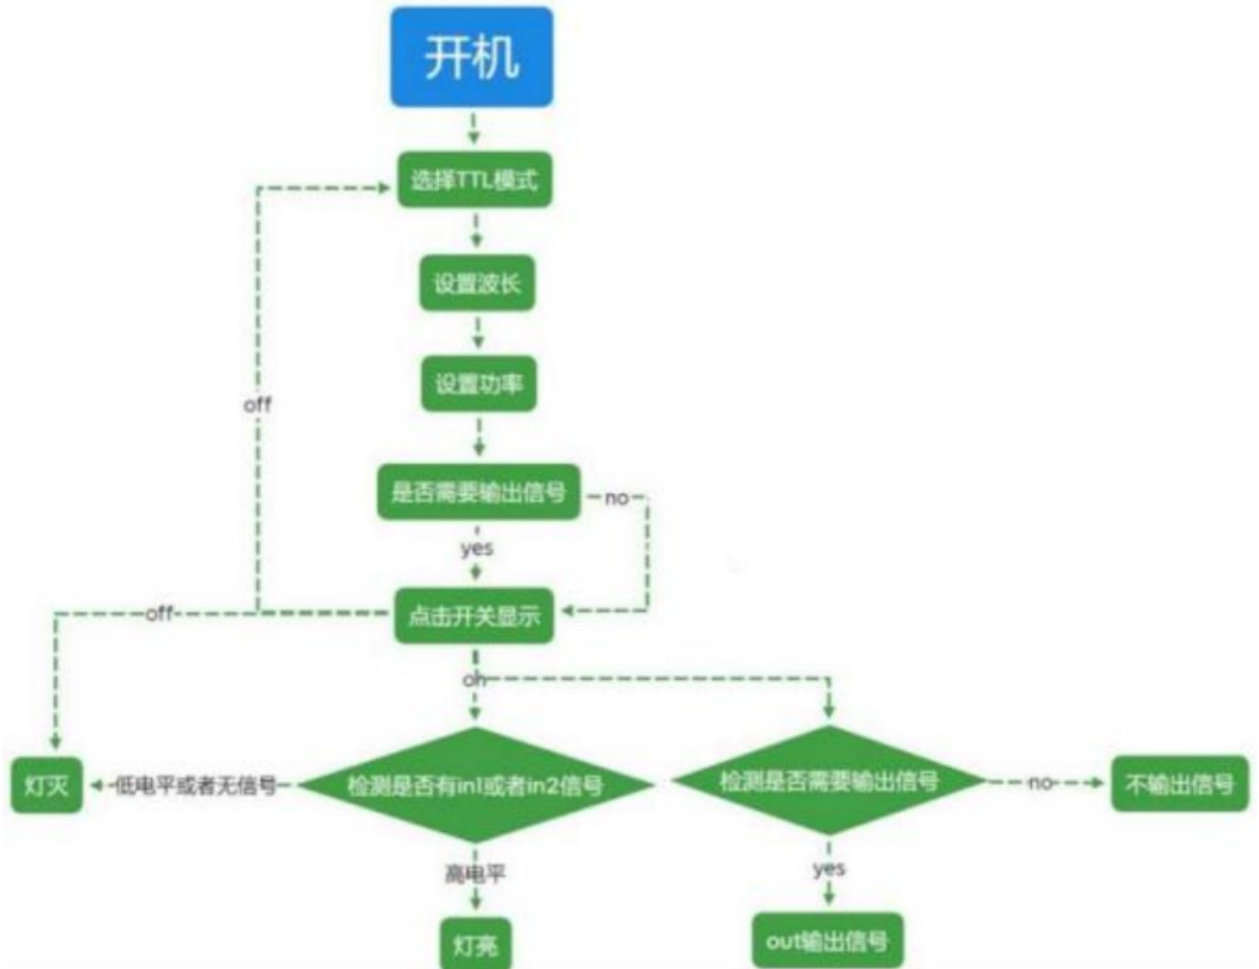 开机
选择TTL模式
设置波长
设置功率
off
是否需要输出信号
no
yes
点击开关显示
off
on
检测是否有in1或者in2信号
检测是否需要输出信号
灯灭
低电平或者无信号
no
不输出信号
高电平
yes
灯亮
out输出信号